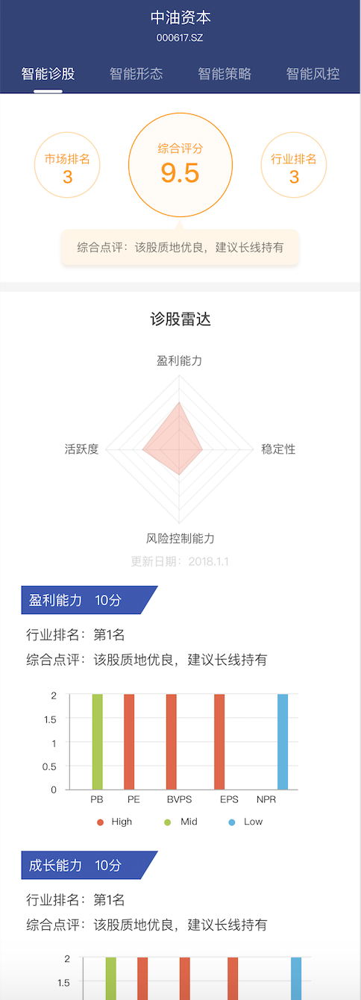 中油资本
000617.SZ
智能诊股 智能形态 智能策略 智能风控
市场排名
3
综合评分
9.5
行业排名
3
综合点评：该股质地优良，建议长线持有
诊股雷达
盈利能力
活跃度
稳定性
风险控制能力
更新日期：2018.1.1
盈利能力 10分
行业排名：第1名
综合点评：该股质地优良，建议长线持有
2
1.5
1
0.5
0
PB PE BVPS EPS NPR
High Mid Low
成长能力 10分
行业排名：第1名
综合点评：该股质地优良，建议长线持有
2
1.5